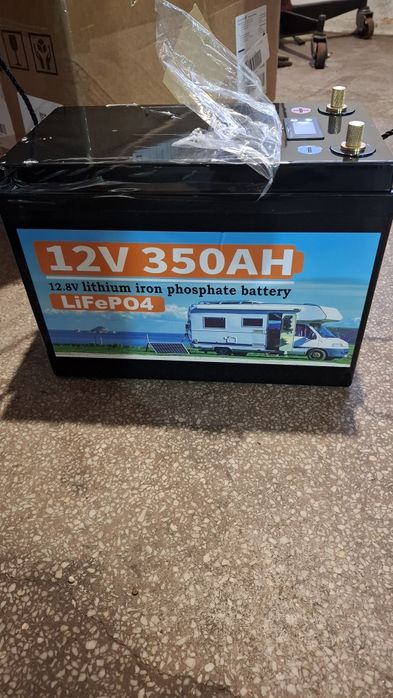 12V 350AH
12.8V lithium iron phosphate battery
LiFePO4